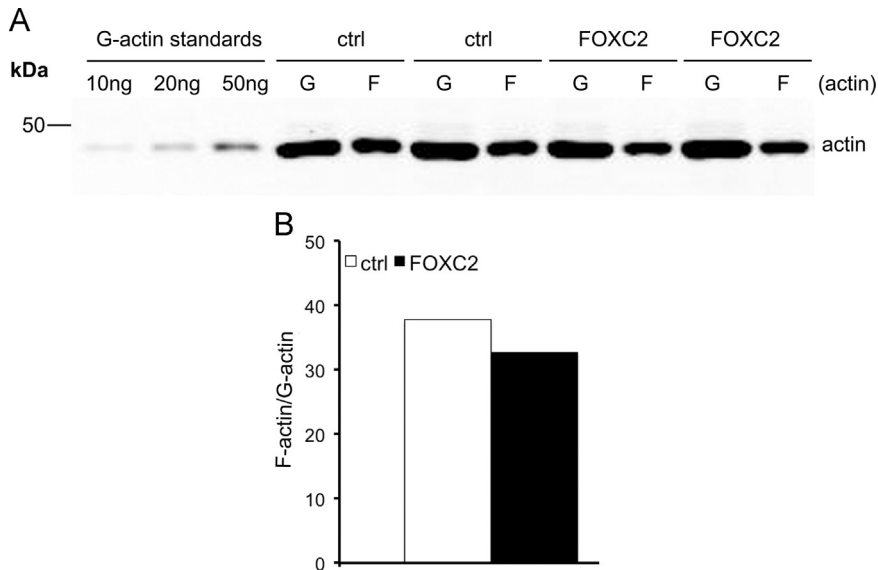 A
G-actin standards ctrl ctrl FOXC2 FOXC2
kDa
10ng 20ng 50ng G F G F G F G F (actin)
50
actin
B
50
ctrl FOXC2
40
30
20
10
0
F-actin/G-actin